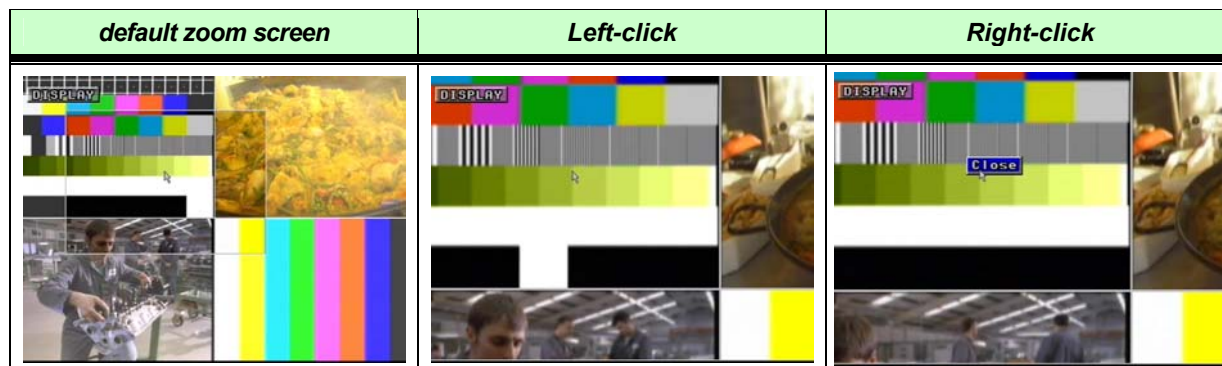 default zoom screen
Left-click
Right-click
DISPLAY
DISPLAY
DISPLAY
Close